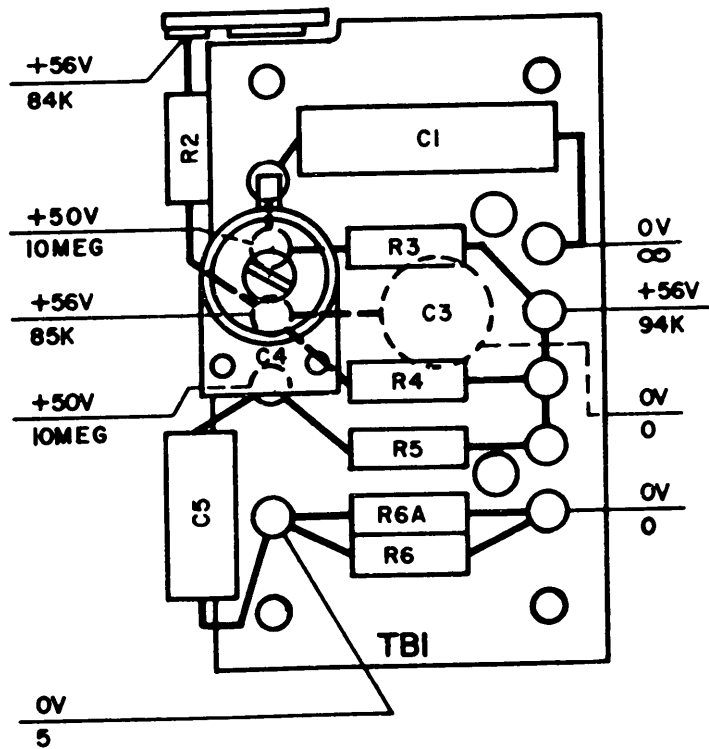 +56V
84K
R2
C1
+50V
10MEG
R3
0V
∞
+56V
85K
C3
+56V
94K
C4
R4
+50V
10MEG
0V
0
R5
C5
R6A
0V
0
R6
TB1
0V
5